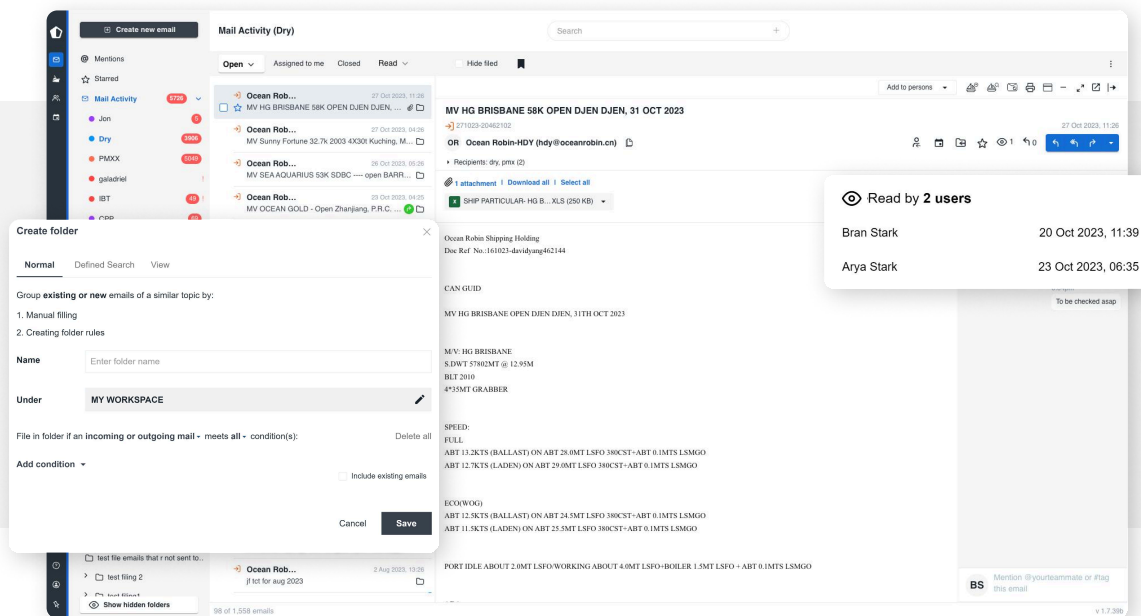 Create new email
Mail Activity (Dry)
Search
@ Mentions
Starred
Mail Activity 5726
Jon
Dry 3966
PMXX 5049
galadriel
IBT 43
CPP
Open
Assigned to me
Closed
Read
Hide filed
Ocean Rob... 27 Oct 2023, 11:26
MV HG BRISBANE 58K OPEN DJEN DJEN, ...
Ocean Rob... 27 Oct 2023, 04:26
MV Sunny Fortune 32.7k 2003 4X30t Kuching, M...
Ocean Rob... 26 Oct 2023, 05:26
MV SEA AQUARIUS 53K SDBC ---- open BARR...
Ocean Rob... 23 Oct 2023, 04:25
MV OCEAN GOLD - Open Zhanjiang, P.R.C. ...
Create folder
Normal
Defined Search
View
Group existing or new emails of a similar topic by:
1. Manual filling
2. Creating folder rules
Name
Enter folder name
Under
MY WORKSPACE
File in folder if an incoming or outgoing mail - meets all - condition(s):
Delete all
Add condition
Include existing emails
Cancel
Save
test file emails that r not sent to...
test filing 2
Show hidden folders
Ocean Rob... 2 Aug 2023, 13:26
jf tct for aug 2023
98 of 1,558 emails
Add to persons
MV HG BRISBANE 58K OPEN DJEN DJEN, 31 OCT 2023
271023-20462102
27 Oct 2023, 11:26
OR Ocean Robin-HDY (hdy@oceanrobin.cn)
1
0
Recipients: dry, pmx (2)
1 attachment | Download all | Select all
SHIP PARTICULAR- HG B... XLS (250 KB)
Read by 2 users
Bran Stark 20 Oct 2023, 11:39
Arya Stark 23 Oct 2023, 06:35
To be checked asap
Ocean Robin Shipping Holding
Doc Ref No.:161023-davidyang462144
CAN GUID
MV HG BRISBANE OPEN DJEN DJEN, 31TH OCT 2023
M/V: HG BRISBANE
S.DWT 57802MT @ 12.95M
BLT 2010
4*35MT GRABBER
SPEED:
FULL
ABT 13.2KTS (BALLAST) ON ABT 28.0MT LSFO 380CST+ABT 0.1MTS LSMGO
ABT 12.7KTS (LADEN) ON ABT 29.0MT LSFO 380CST+ABT 0.1MTS LSMGO
ECO(WOG)
ABT 12.5KTS (BALLAST) ON ABT 24.5MT LSFO 380CST+ABT 0.1MTS LSMGO
ABT 11.5KTS (LADEN) ON ABT 25.5MT LSFO 380CST+ABT 0.1MTS LSMGO
PORT IDLE ABOUT 2.0MT LSFO/WORKING ABOUT 4.0MT LSFO+BOILER 1.5MT LSFO + ABT 0.1MTS LSMGO
BS
Mention @yourteammate or #tag
this email
v 1.7.39b